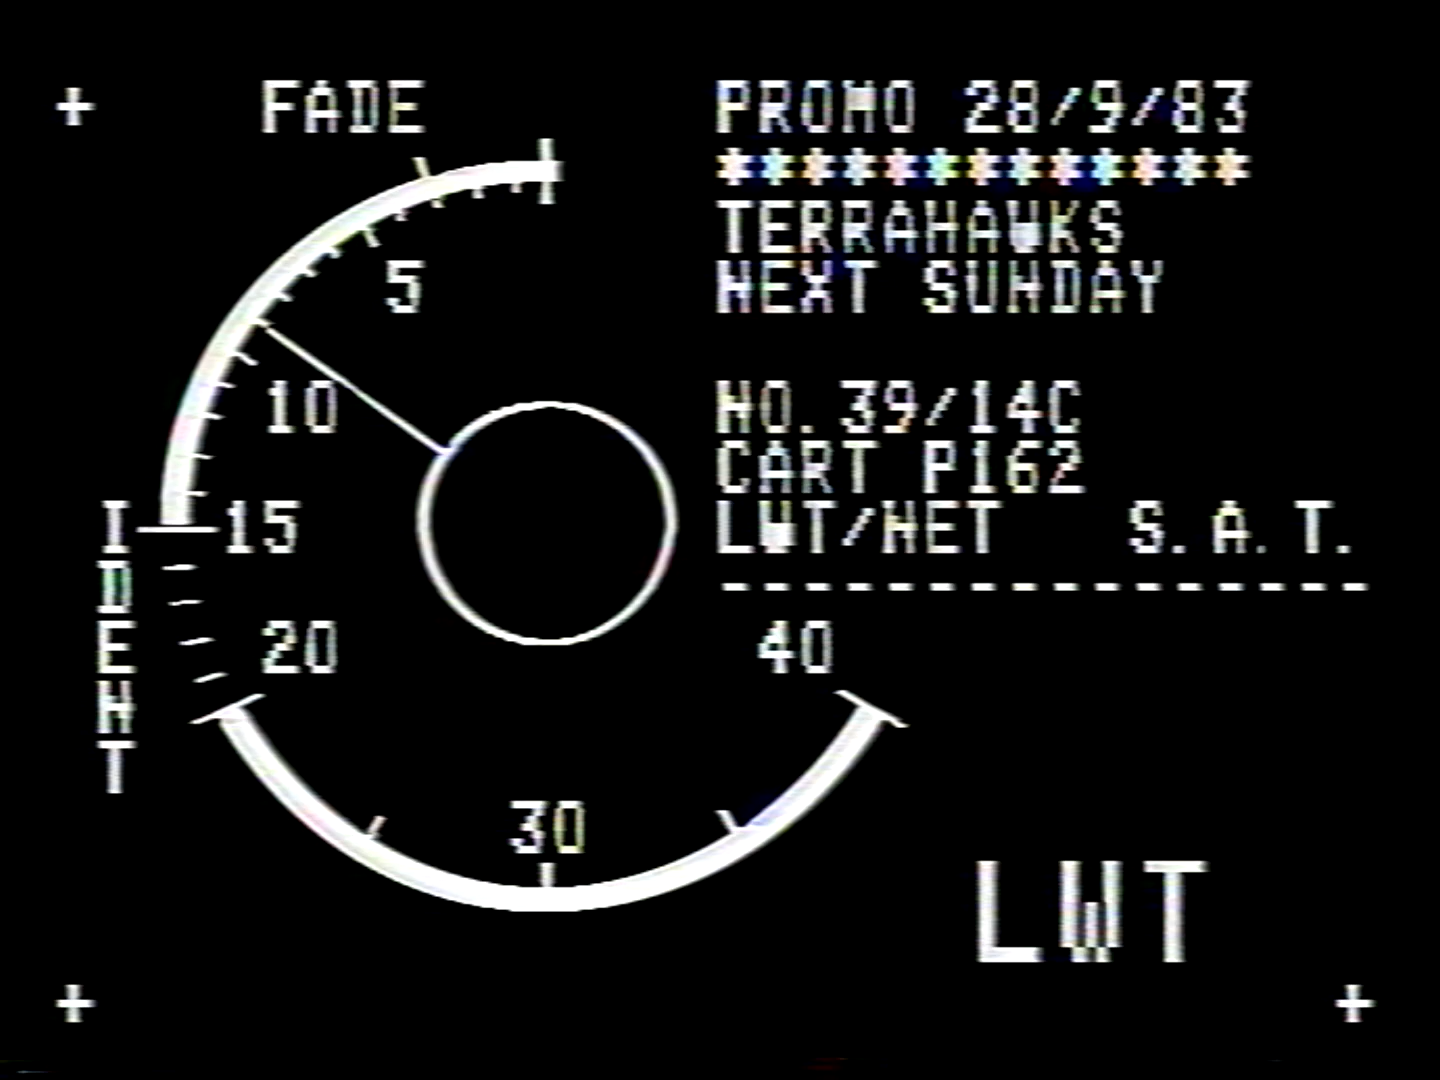 FADE
PROMO 28/9/83
*************
TERRAHAWKS
NEXT SUNDAY
5
NO.39/14C
10
CART P162
LWT/NET S.A.T.
15
IDENT
----------------
20
40
30
LWT